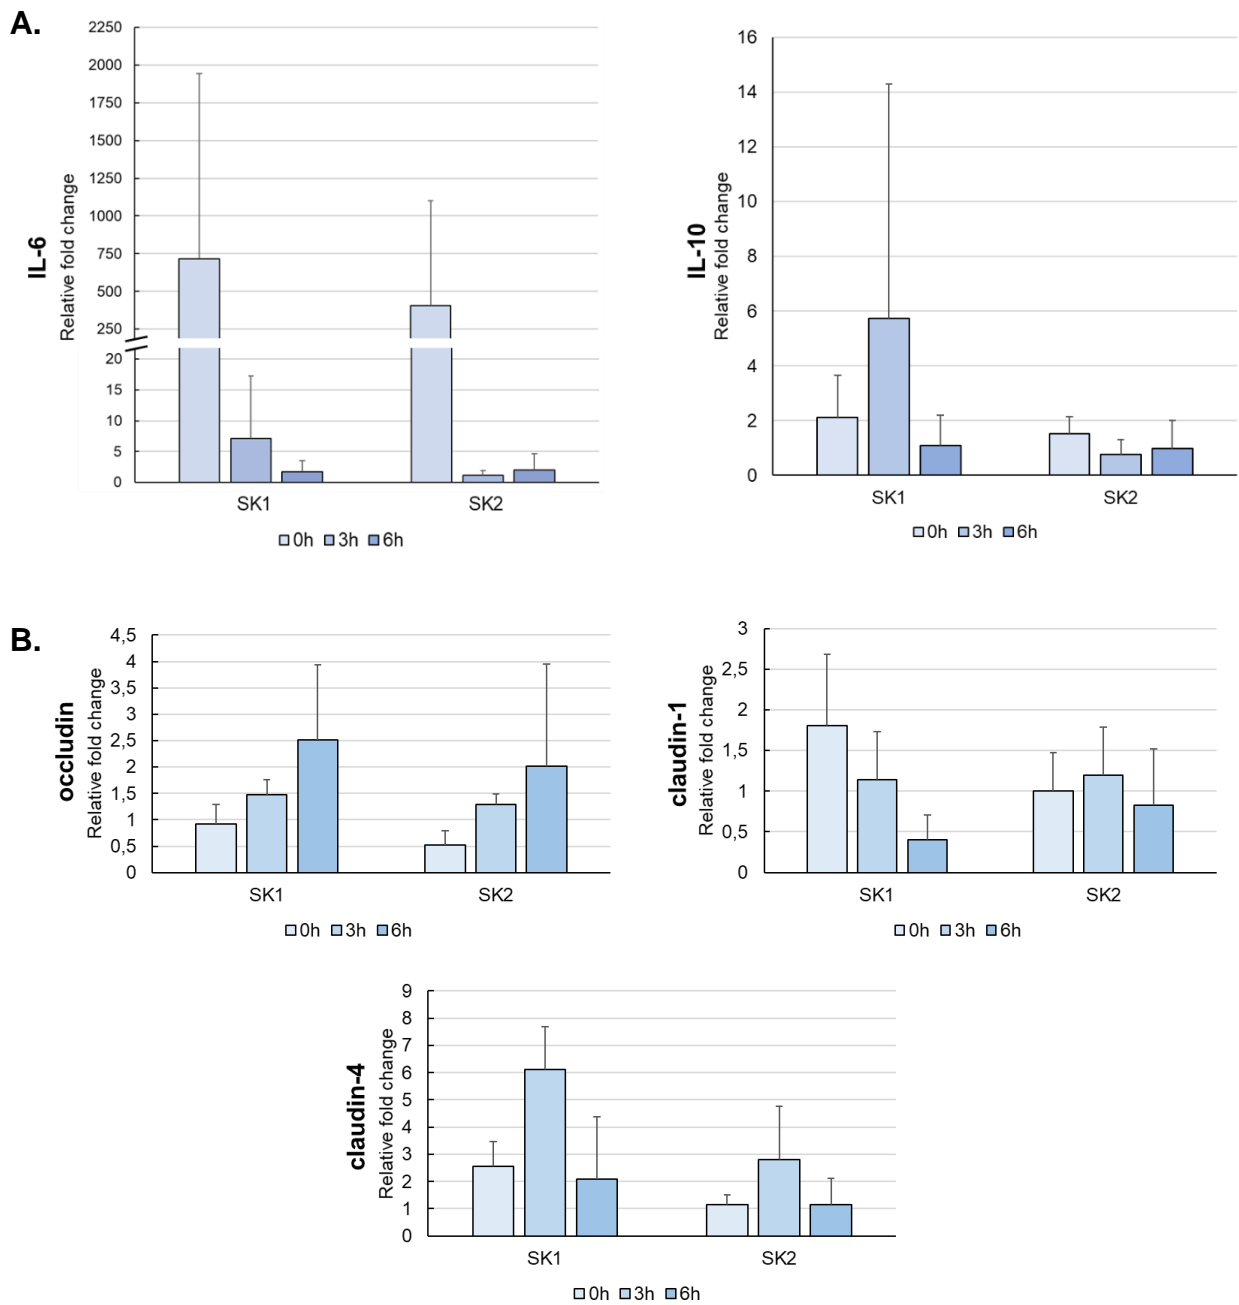 A.
IL-6
Relative fold change
2250
2000
1750
1500
1250
1000
750
500
250
20
15
10
5
0
SK1 SK2
0h 3h 6h
IL-10
Relative fold change
16
14
12
10
8
6
4
2
0
SK1 SK2
0h 3h 6h
B.
occludin
Relative fold change
4,5
4
3,5
3
2,5
2
1,5
1
0,5
0
SK1 SK2
0h 3h 6h
claudin-1
Relative fold change
3
2,5
2
1,5
1
0,5
0
SK1 SK2
0h 3h 6h
claudin-4
Relative fold change
9
8
7
6
5
4
3
2
1
0
SK1 SK2
0h 3h 6h